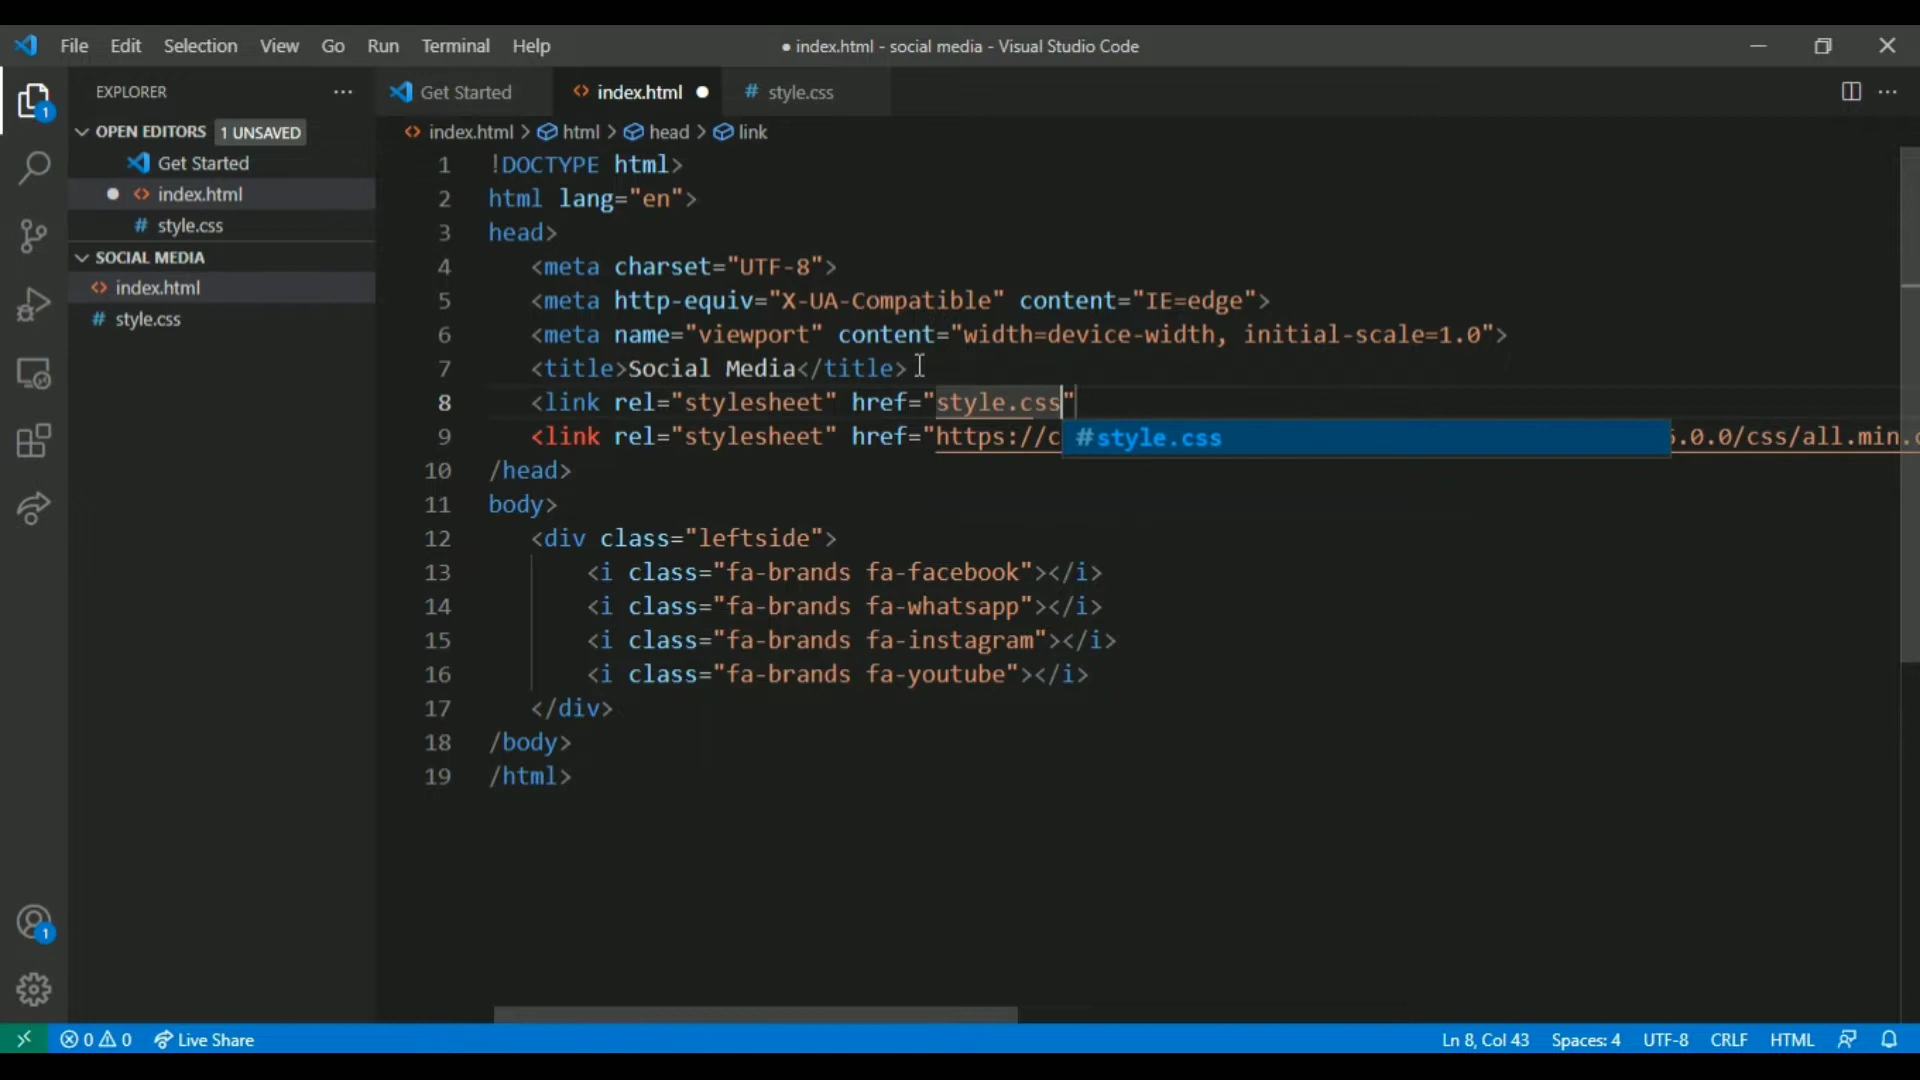 File Edit Selection View Go Run Terminal Help
● index.html - social media - Visual Studio Code
EXPLORER
Get Started
index.html
# style.css
OPEN EDITORS 1 UNSAVED
Get Started
index.html
# style.css
SOCIAL MEDIA
index.html
# style.css
1
index.html > html > head > link
1 !DOCTYPE html>
2 html lang="en">
3 head>
4 <meta charset="UTF-8">
5 <meta http-equiv="X-UA-Compatible" content="IE=edge">
6 <meta name="viewport" content="width=device-width, initial-scale=1.0">
7 <title>Social Media</title>
8 <link rel="stylesheet" href="style.css"
#style.css
9 <link rel="stylesheet" href="https://c .0.0/css/all.min.
10 /head>
11 body>
12 <div class="leftside">
13 <i class="fa-brands fa-facebook"></i>
14 <i class="fa-brands fa-whatsapp"></i>
15 <i class="fa-brands fa-instagram"></i>
16 <i class="fa-brands fa-youtube"></i>
17 </div>
18 /body>
19 /html>
1
0 0 Live Share
Ln 8, Col 43 Spaces: 4 UTF-8 CRLF HTML